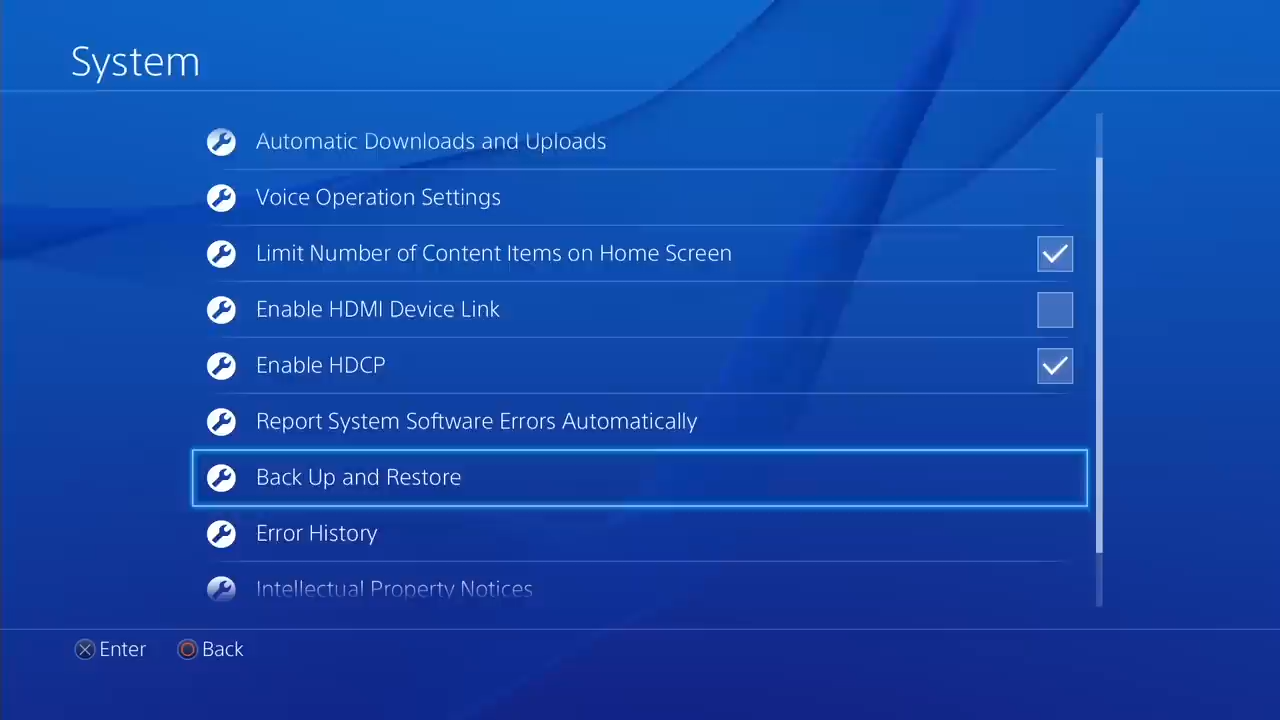 System
Automatic Downloads and Uploads
Voice Operation Settings
Limit Number of Content Items on Home Screen
Enable HDMI Device Link
Enable HDCP
Report System Software Errors Automatically
Back Up and Restore
Error History
Intellectual Property Notices
Enter Back